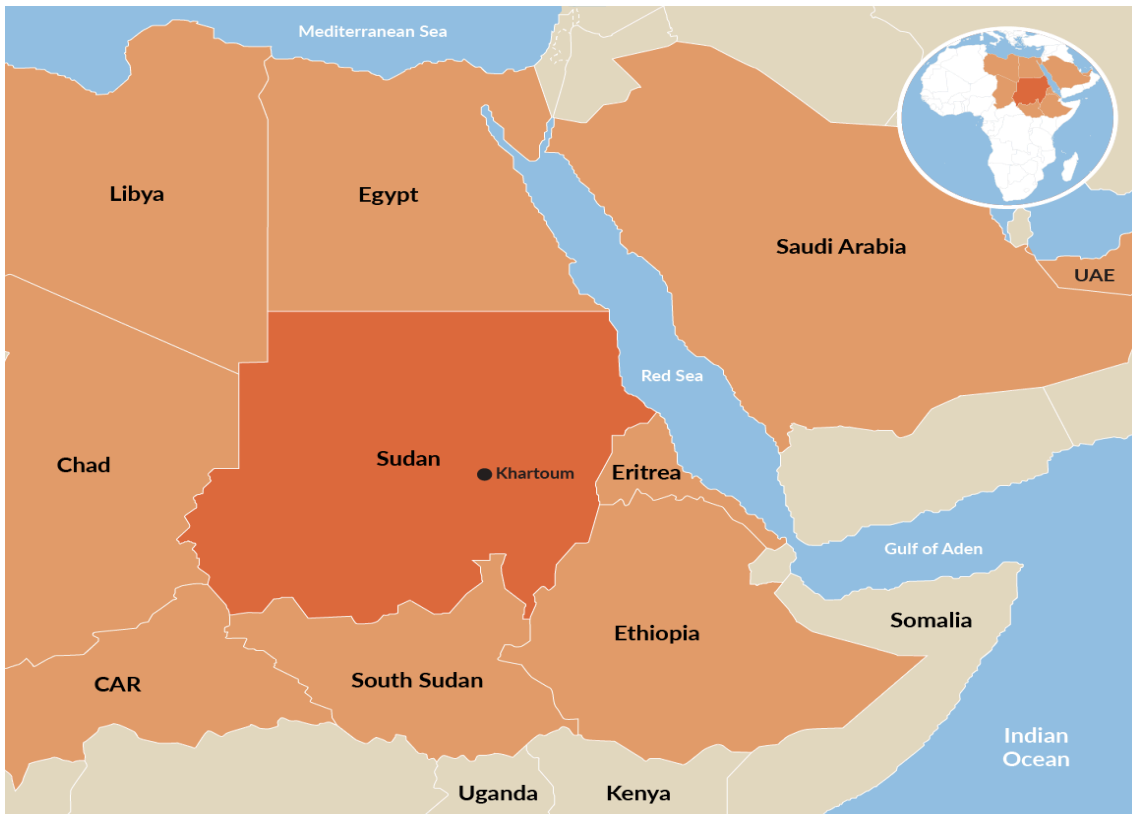 Mediterranean Sea
Libya
Egypt
Saudi Arabia
UAE
Red Sea
Chad
Sudan
Khartoum
Eritrea
Gulf of Aden
Somalia
Ethiopia
CAR
South Sudan
Indian
Ocean
Uganda
Kenya